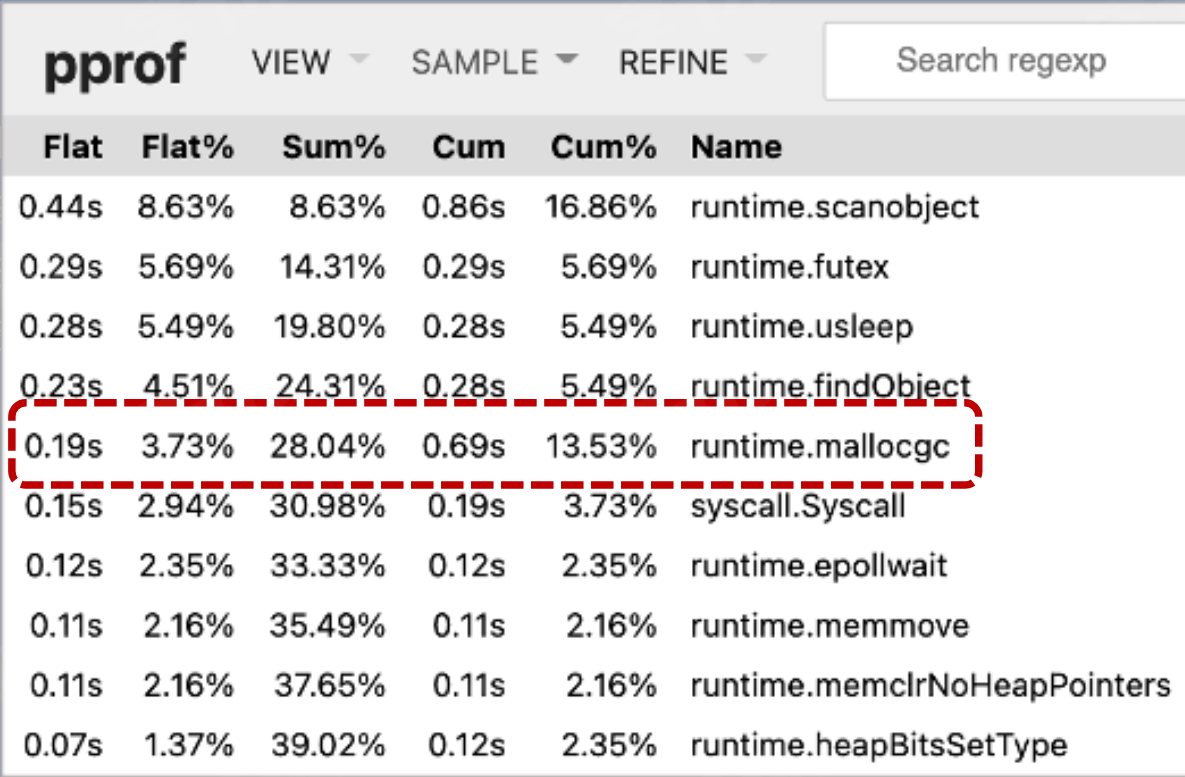 pprof VIEW SAMPLE REFINE Search regexp
Flat Flat% Sum% Cum Cum% Name
0.44s 8.63% 8.63% 0.86s 16.86% runtime.scanobject
0.29s 5.69% 14.31% 0.29s 5.69% runtime.futex
0.28s 5.49% 19.80% 0.28s 5.49% runtime.usleep
0.23s 4.51% 24.31% 0.28s 5.49% runtime.findObject
0.19s 3.73% 28.04% 0.69s 13.53% runtime.mallocgc
0.15s 2.94% 30.98% 0.19s 3.73% syscall.Syscall
0.12s 2.35% 33.33% 0.12s 2.35% runtime.epollwait
0.11s 2.16% 35.49% 0.11s 2.16% runtime.memmove
0.11s 2.16% 37.65% 0.11s 2.16% runtime.memclrNoHeapPointers
0.07s 1.37% 39.02% 0.12s 2.35% runtime.heapBitsSetType